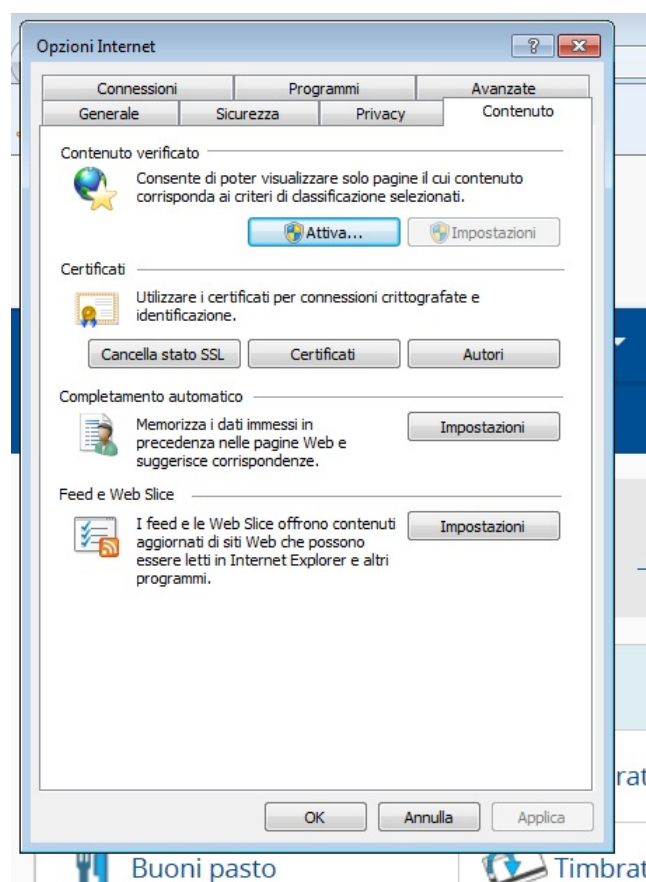 Opzioni Internet
Connessioni Programmi Avanzate
Generale Sicurezza Privacy Contenuto
Contenuto verificato
Consente di poter visualizzare solo pagine il cui contenuto
corrisponda ai criteri di classificazione selezionati.
Attiva... Impostazioni
Certificati
Utilizzare i certificati per connessioni crittografate e
identificazione.
Cancella stato SSL Certificati Autori
Completamento automatico
Memorizza i dati immessi in
precedenza nelle pagine Web e
suggerisce corrispondenze.
Impostazioni
Feed e Web Slice
I feed e le Web Slice offrono contenuti
aggiornati di siti Web che possono
essere letti in Internet Explorer e altri
programmi.
Impostazioni
OK Annulla Applica
Buoni pasto